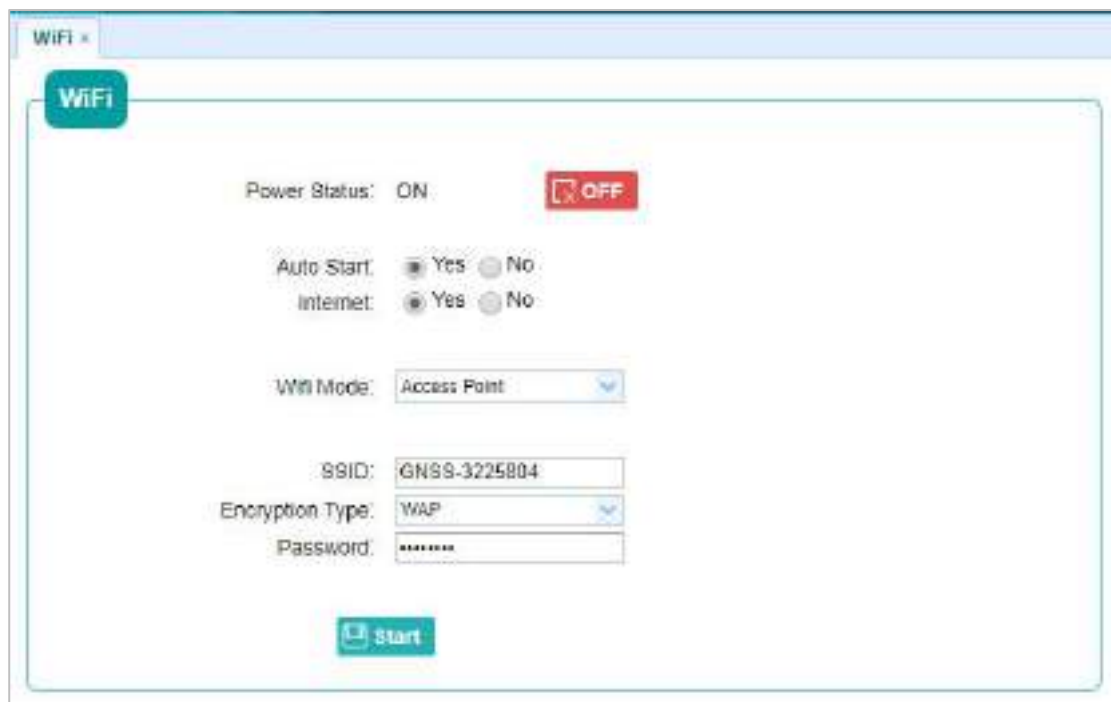 WiFi ×
WiFi
Power Status: ON OFF
Auto Start: Yes No
Internet: Yes No
Wifi Mode: Access Point
SSID: GNSS-3225804
Encryption Type: WAP
Password: ••••••••
Start